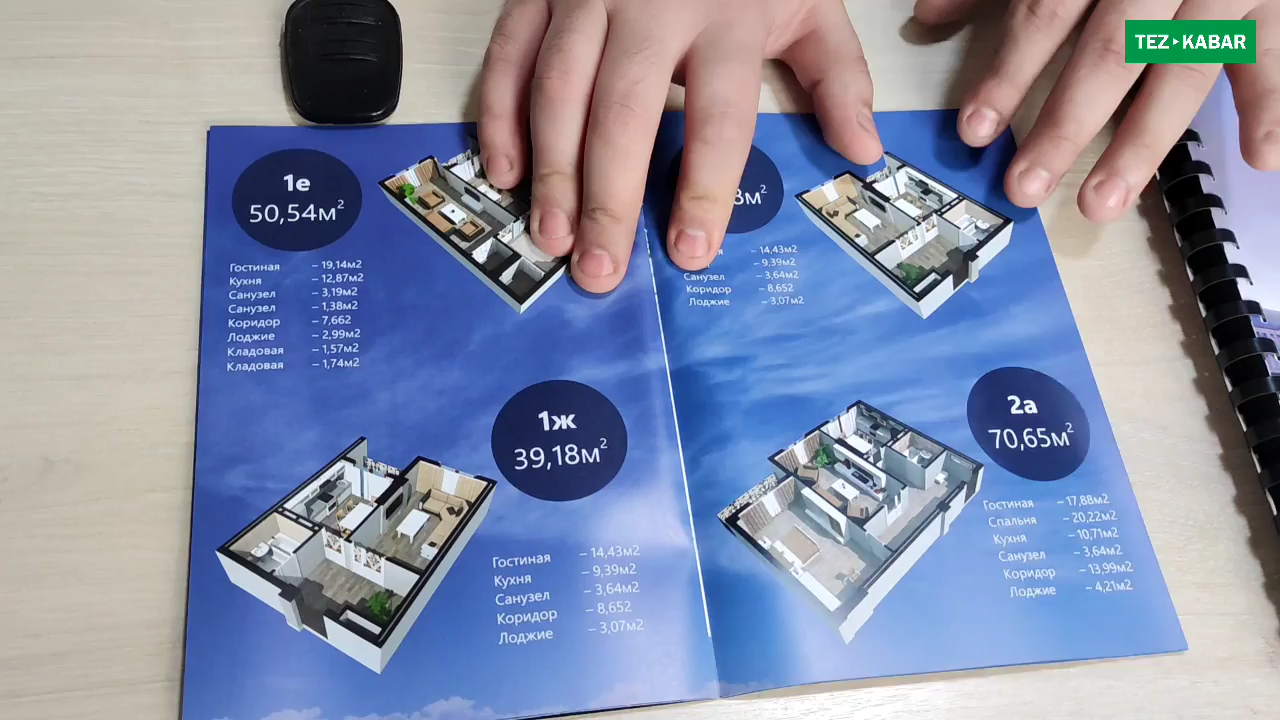 TEZ KABAR
1е
50,54м²
Гостиная – 19,14м2
Кухня – 12,87м2
Санузел – 3,19м2
Санузел – 1,38м2
Коридор – 7,662
Лоджие – 2,99м2
Кладовая – 1,57м2
Кладовая – 1,74м2
1ж
39,18м²
Гостиная – 14,43м2
Кухня – 9,39м2
Санузел – 3,64м2
Коридор – 8,652
Лоджие – 3,07м2
8м²
– 14,43м2
– 9,39м2
Санузел – 3,64м2
Коридор – 8,652
Лоджие – 3,07м2
2а
70,65м²
Гостиная – 17,88м2
Спальня – 20,22м2
Кухня – 10,71м2
Санузел – 3,64м2
Коридор – 13,99м2
Лоджие – 4,21м2